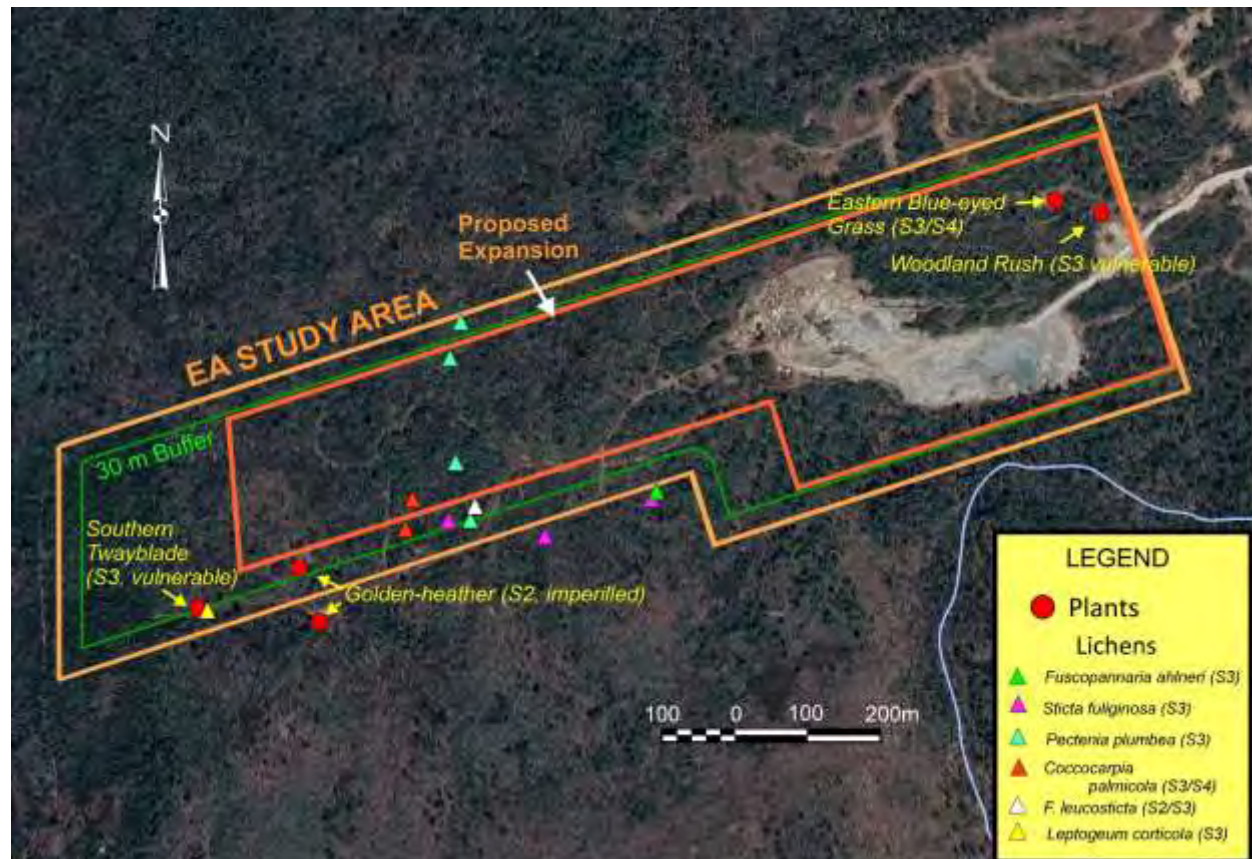 N
Proposed
Expansion
EA STUDY AREA
30 m Buffer
Eastern Blue-eyed
Grass (S3/S4)
Woodland Rush (S3 vulnerable)
Southern
Twayblade
(S3, vulnerable)
Golden-heather (S2, imperilled)
100 0 100 200m
LEGEND
Plants
Lichens
Fuscopannaria ahlneri (S3)
Sticta fuliginosa (S3)
Pectenia plumbea (S3)
Coccocarpia
palmicola (S3/S4)
F. leucosticta (S2/S3)
Leptogeum corticola (S3)